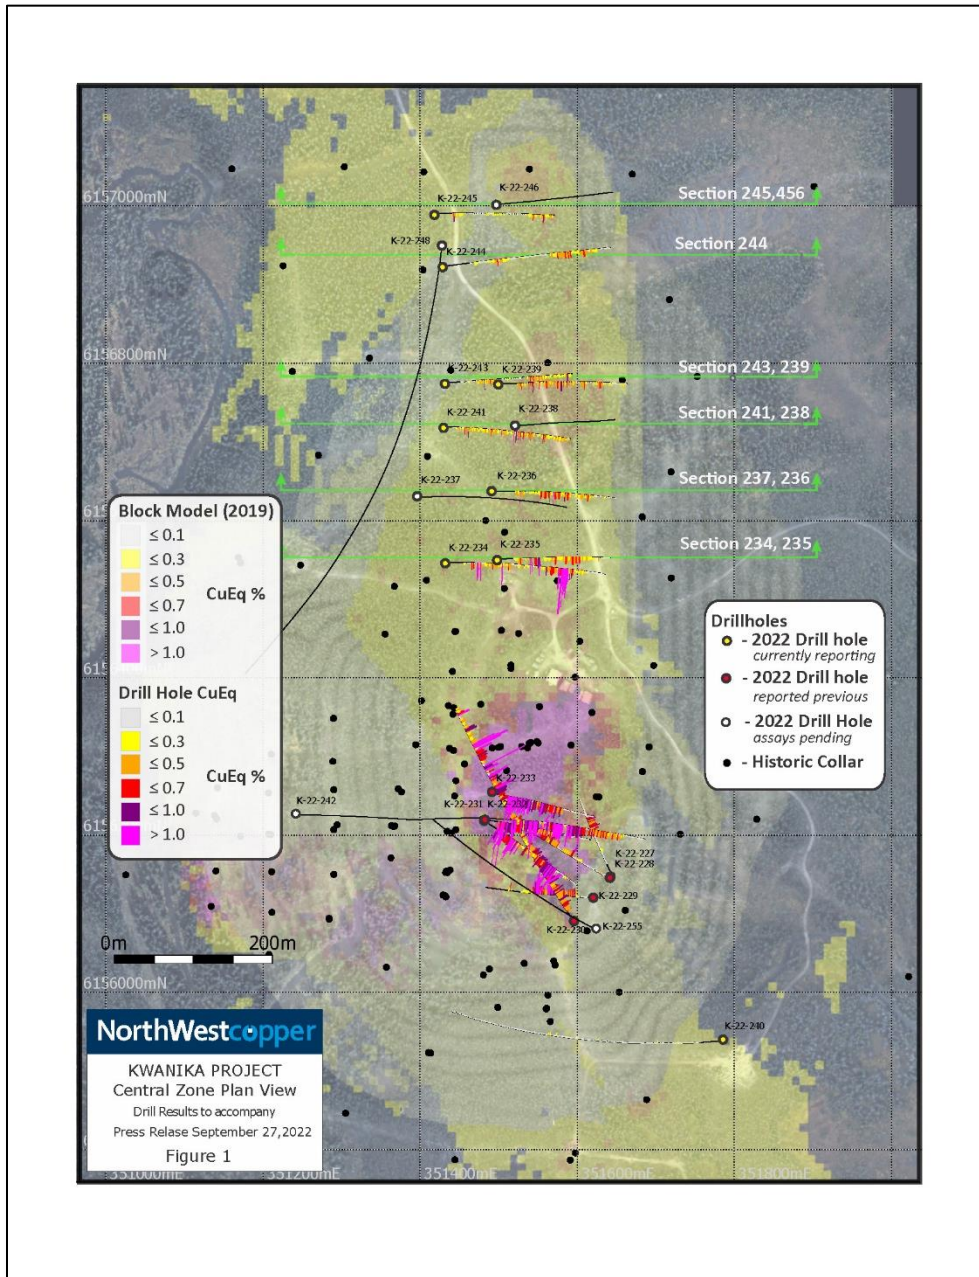 K-22-246
6157000mN
K-22-245
Section 245,456
K-22-248
K-22-244
Section 244
6156800mN
K-22-243
K-22-239
Section 243, 239
K-22-241
K-22-238
Section 241, 238
K-22-237
K-22-236
Section 237, 236
K-22-234
K-22-235
Section 234, 235
Block Model (2019)
≤ 0.1
≤ 0.3
≤ 0.5
CuEq %
≤ 0.7
≤ 1.0
> 1.0
Drill Hole CuEq
≤ 0.1
≤ 0.3
≤ 0.5
CuEq %
≤ 0.7
≤ 1.0
> 1.0
Drillholes
- 2022 Drill hole
currently reporting
- 2022 Drill hole
reported previous
- 2022 Drill Hole
assays pending
- Historic Collar
K-22-233
K-22-242
K-22-231
K-22-227
K-22-228
K-22-229
K-22-230
K-22-255
0m
200m
6156000mN
K-22-240
NorthWestcopper
KWANIKA PROJECT
Central Zone Plan View
Drill Results to accompany
Press Relase September 27,2022
Figure 1
351000mE
351200mE
351400mE
351600mE
351800mE